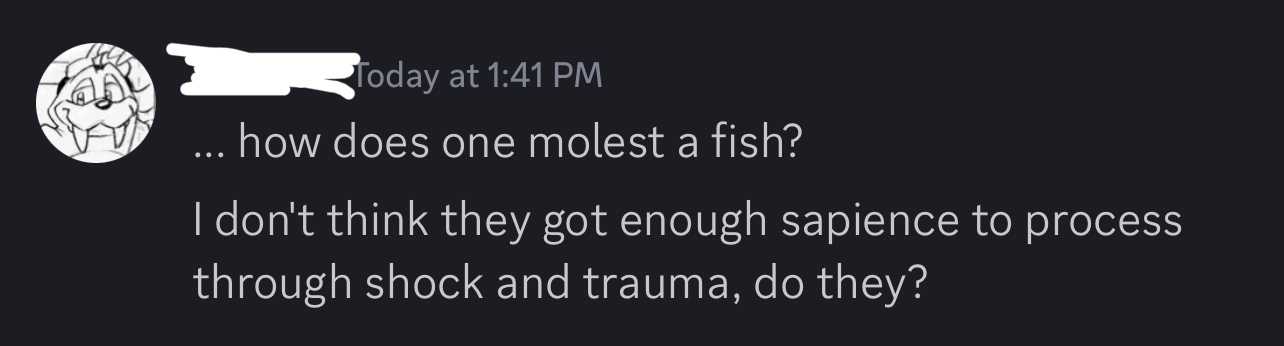 Today at 1:41 PM
... how does one molest a fish?
I don't think they got enough sapience to process
through shock and trauma, do they?